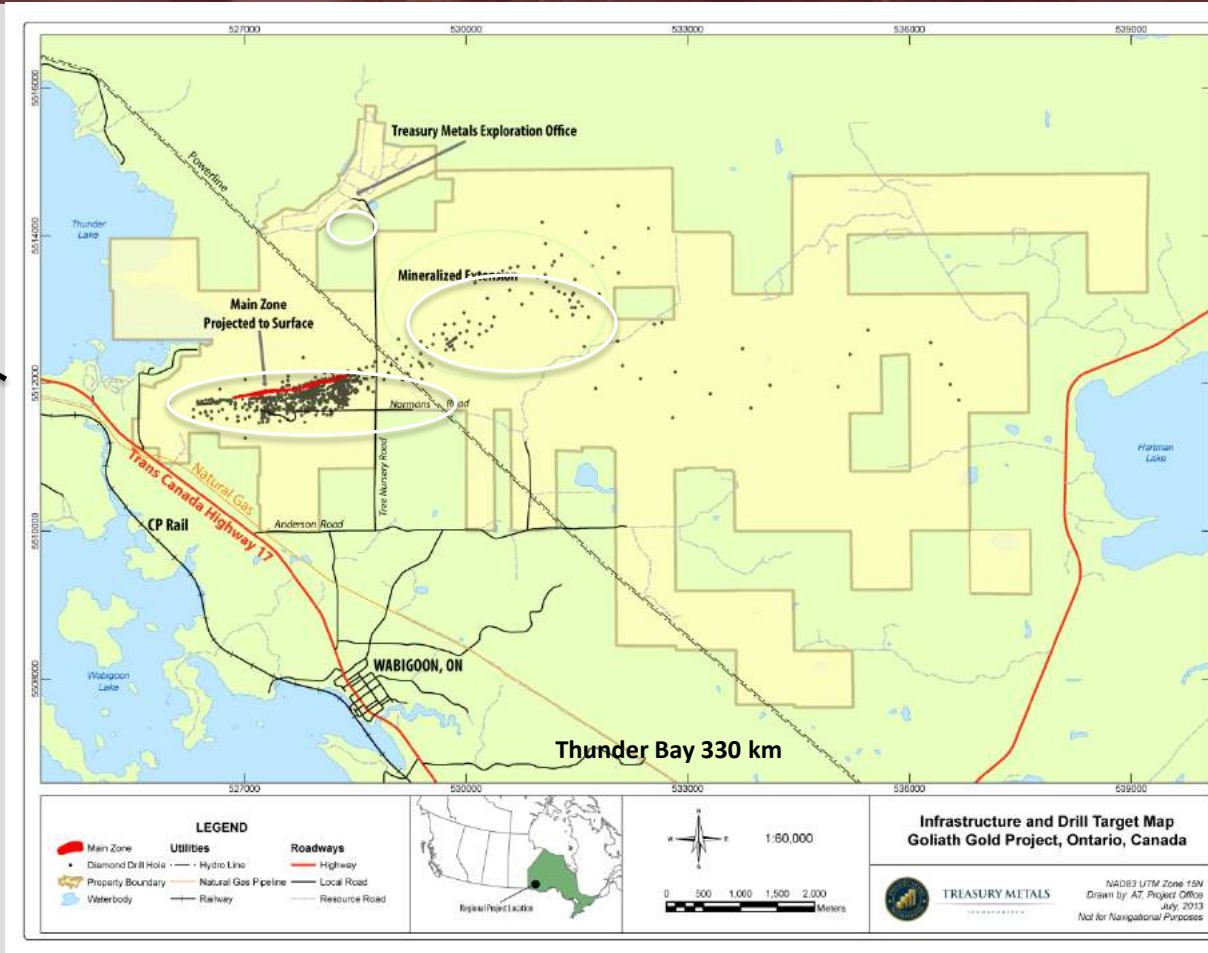 527000 530000 533000 536000 539000
5516000
5514000
5512000
5510000
5508000
Treasury Metals Exploration Office
Powerline
Thunder
Lake
Mineralized Extension
Main Zone
Projected to Surface
Normans Road
Tree Nursery Road
Hartman
Lake
Natural Gas
Trans Canada Highway 17
CP Rail
Anderson Road
WABIGOON, ON
Wabigoon
Lake
Thunder Bay 330 km
527000 530000 533000 536000 539000
LEGEND
Main Zone
Diamond Drill Hole
Property Boundary
Waterbody
Utilities
Hydro Line
Natural Gas Pipeline
Railway
Roadways
Highway
Local Road
Resource Road
Regional Project Location
N
W E
S
1:60,000
0 500 1,000 1,500 2,000
Meters
Infrastructure and Drill Target Map
Goliath Gold Project, Ontario, Canada
TREASURY METALS
INCORPORATED
NAD83 UTM Zone 15N
Drawn by: AT, Project Office
July, 2013
Not for Navigational Purposes